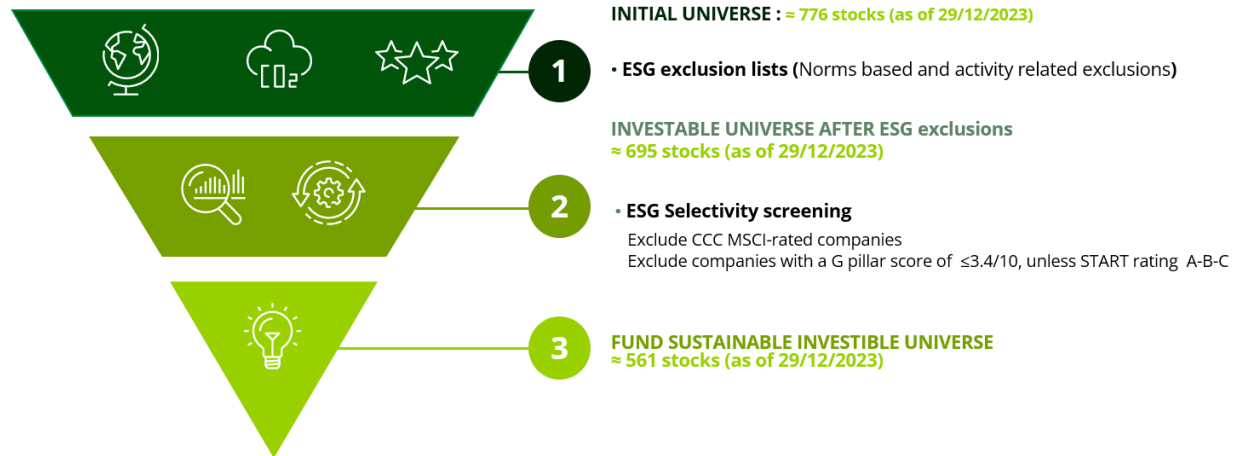 INITIAL UNIVERSE : ≈ 776 stocks (as of 29/12/2023)
CO2
1
• ESG exclusion lists (Norms based and activity related exclusions)
INVESTABLE UNIVERSE AFTER ESG exclusions
≈ 695 stocks (as of 29/12/2023)
2
• ESG Selectivity screening
Exclude CCC MSCI-rated companies
Exclude companies with a G pillar score of ≤3.4/10, unless START rating A-B-C
3
FUND SUSTAINABLE INVESTIBLE UNIVERSE
≈ 561 stocks (as of 29/12/2023)